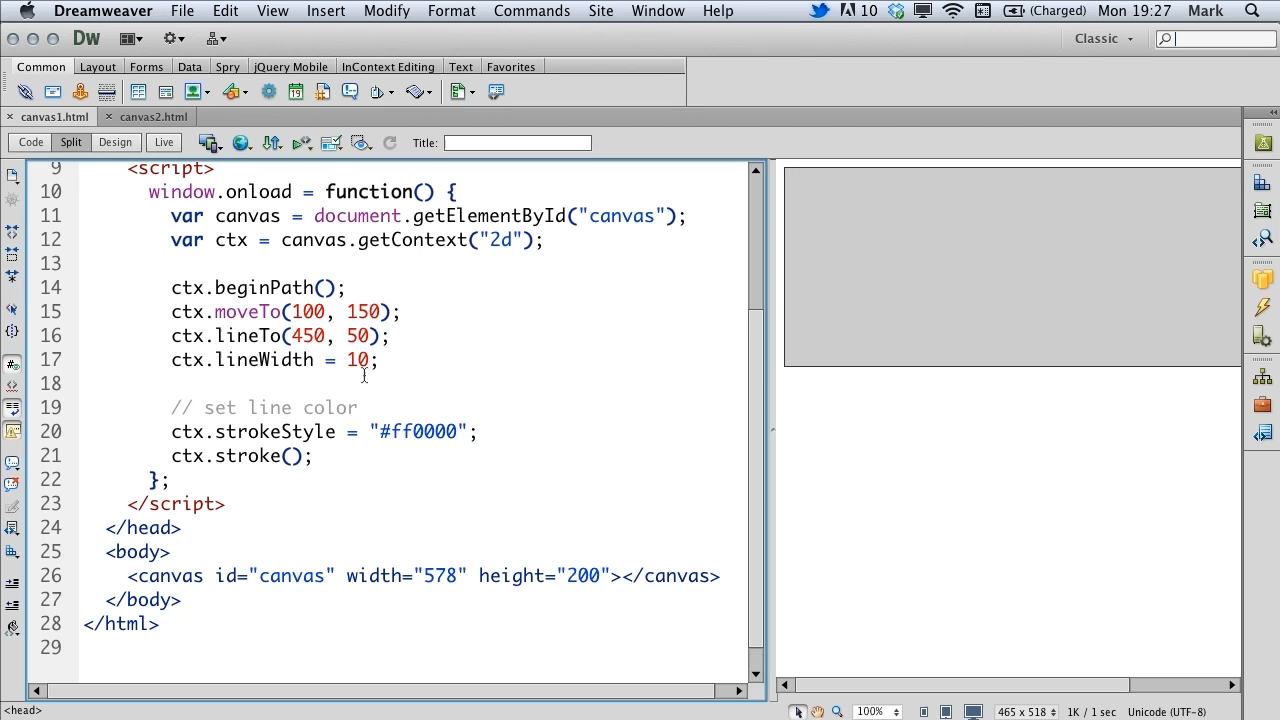 Dreamweaver File Edit View Insert Modify Format Commands Site Window Help 10 (Charged) Mon 19:27 Mark
Dw Classic
Common Layout Forms Data Spry jQuery Mobile InContext Editing Text Favorites
canvas1.html canvas2.html
Code Split Design Live Title:
9 <script>
10 window.onload = function() {
11 var canvas = document.getElementById("canvas");
12 var ctx = canvas.getContext("2d");
13
14 ctx.beginPath();
15 ctx.moveTo(100, 150);
16 ctx.lineTo(450, 50);
17 ctx.lineWidth = 10;
18
19 // set line color
20 ctx.strokeStyle = "#ff0000";
21 ctx.stroke();
22 };
23 </script>
24 </head>
25 <body>
26 <canvas id="canvas" width="578" height="200"></canvas>
27 </body>
28 </html>
29
<head> 100% 465 x 518 1K / 1 sec Unicode (UTF-8)